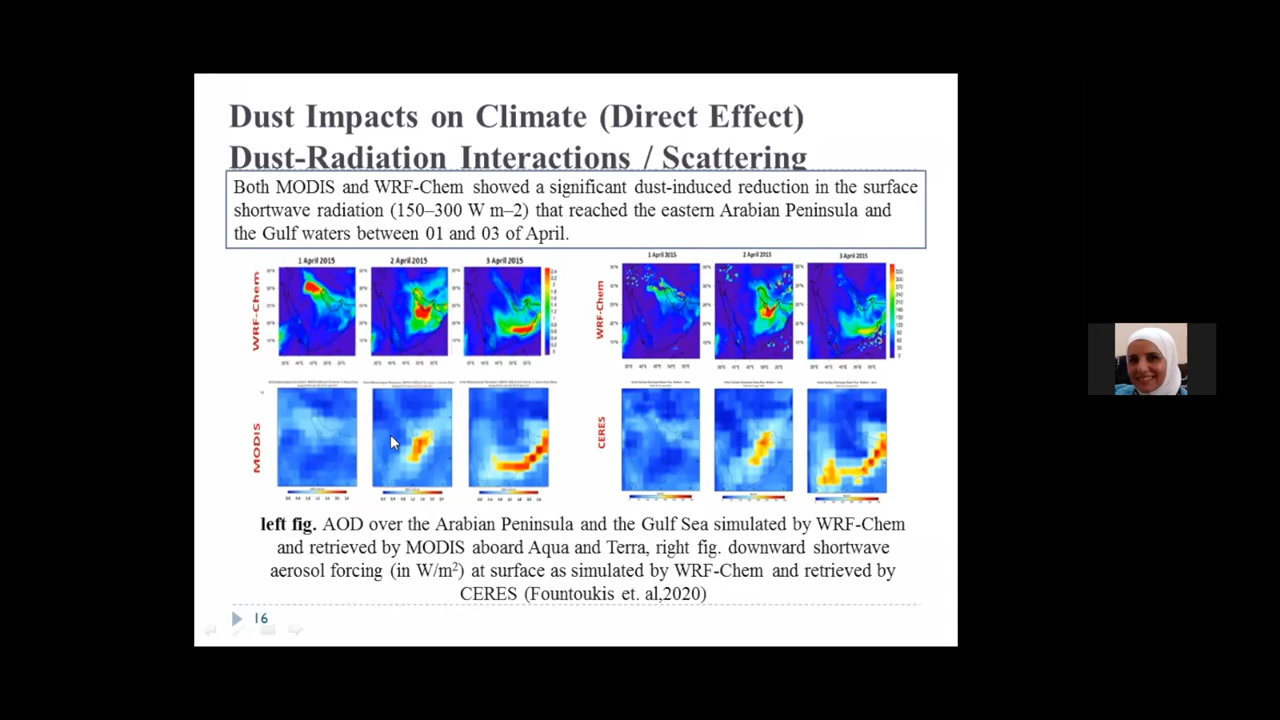 Dust Impacts on Climate (Direct Effect)
Dust-Radiation Interactions / Scattering
Both MODIS and WRF-Chem showed a significant dust-induced reduction in the surface
shortwave radiation (150–300 W m–2) that reached the eastern Arabian Peninsula and
the Gulf waters between 01 and 03 of April.
1 April 2015
2 April 2015
3 April 2015
WRF-Chem
MODIS
1 April 2015
2 April 2015
3 April 2015
WRF-Chem
CERES
left fig. AOD over the Arabian Peninsula and the Gulf Sea simulated by WRF-Chem
and retrieved by MODIS aboard Aqua and Terra, right fig. downward shortwave
aerosol forcing (in W/m²) at surface as simulated by WRF-Chem and retrieved by
CERES (Fountoukis et. al,2020)
16